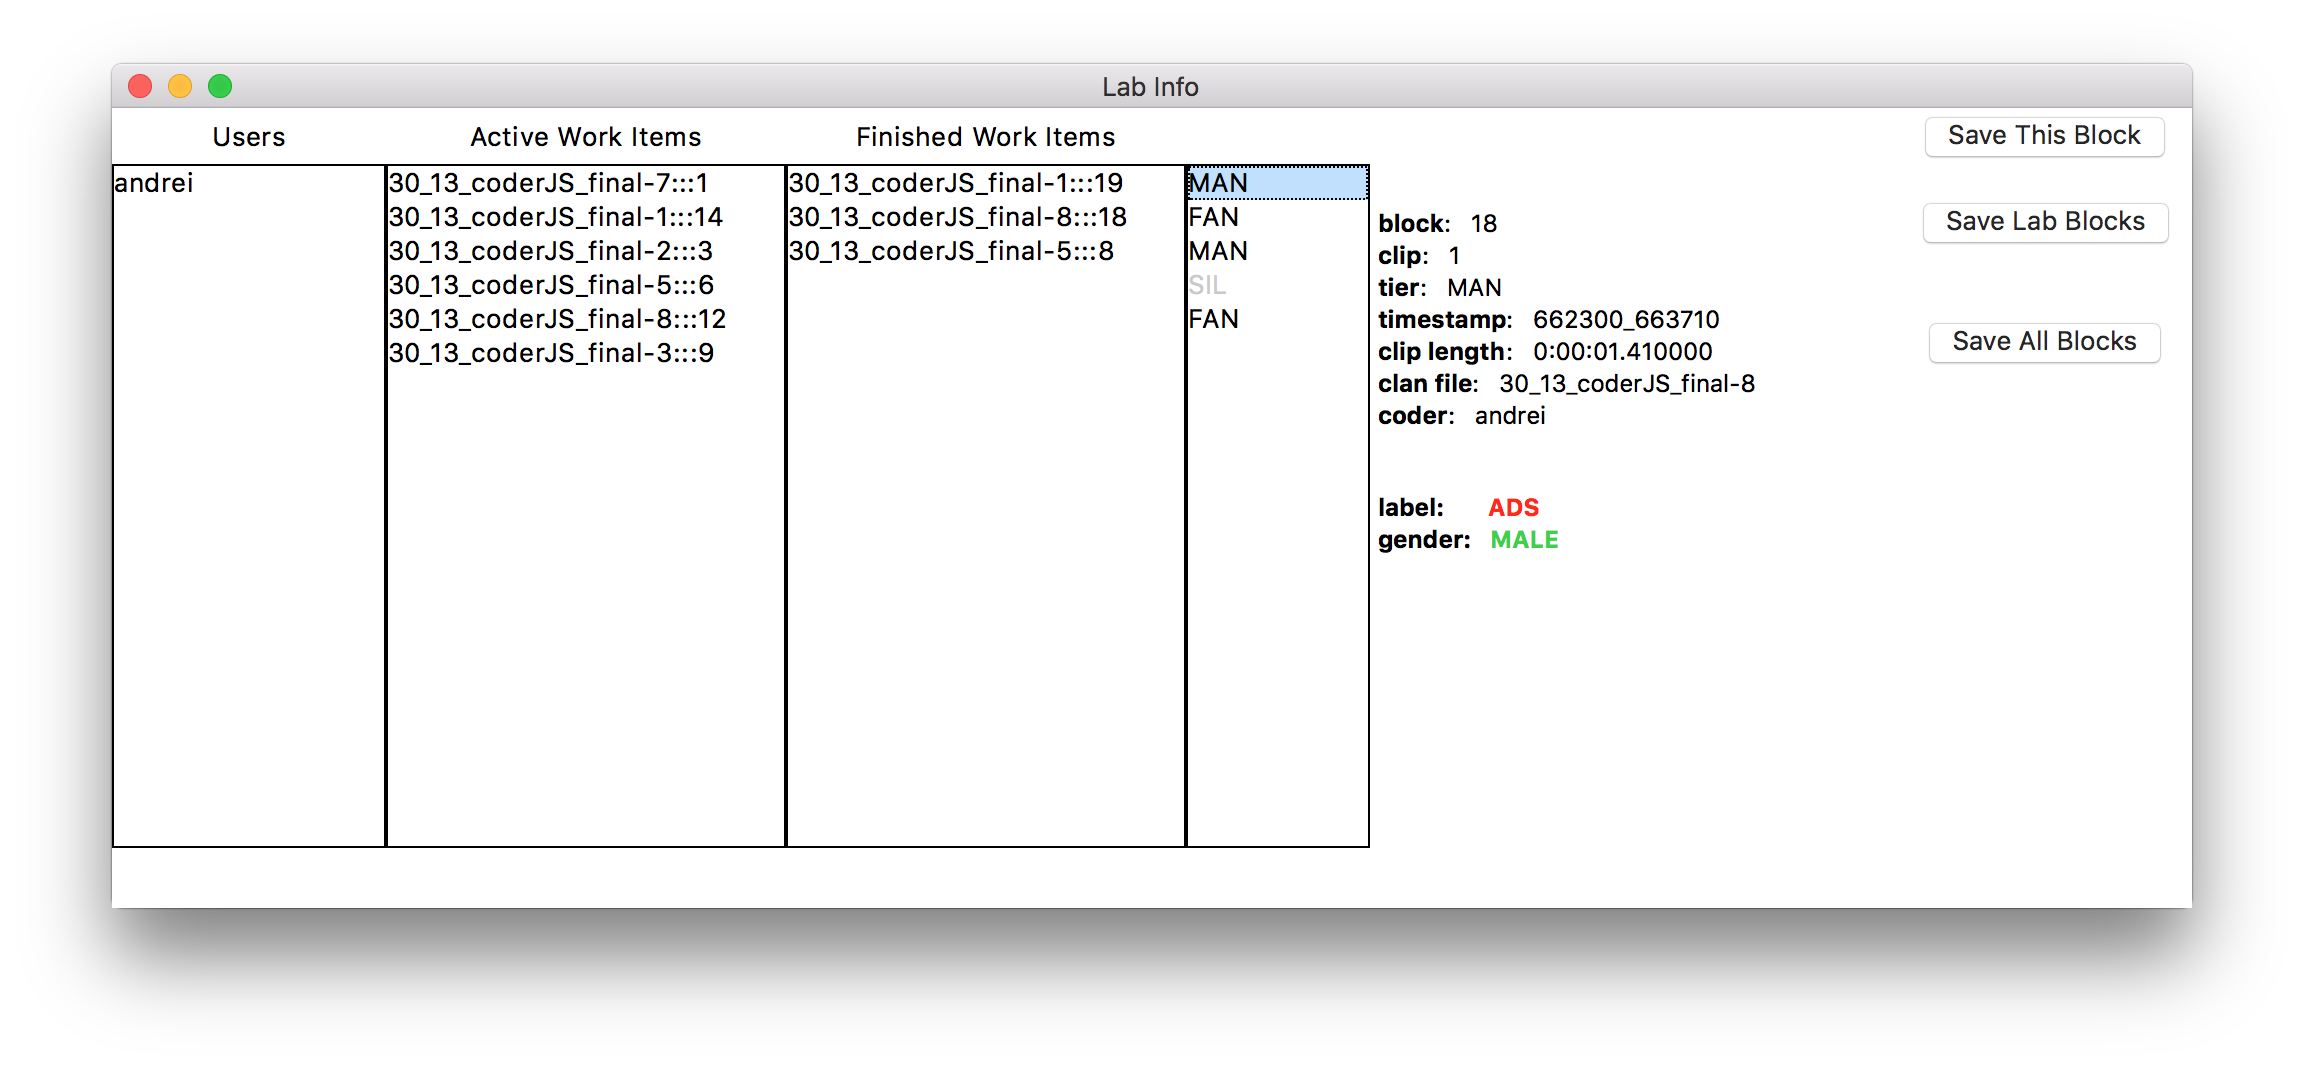 Lab Info
Users
Active Work Items
Finished Work Items
Save This Block
andrei
30_13_coderJS_final-7:::1
30_13_coderJS_final-1:::14
30_13_coderJS_final-2:::3
30_13_coderJS_final-5:::6
30_13_coderJS_final-8:::12
30_13_coderJS_final-3:::9
30_13_coderJS_final-1:::19
30_13_coderJS_final-8:::18
30_13_coderJS_final-5:::8
MAN
FAN
MAN
SIL
FAN
block: 18
clip: 1
tier: MAN
timestamp: 662300_663710
clip length: 0:00:01.410000
clan file: 30_13_coderJS_final-8
coder: andrei
label: ADS
gender: MALE
Save Lab Blocks
Save All Blocks